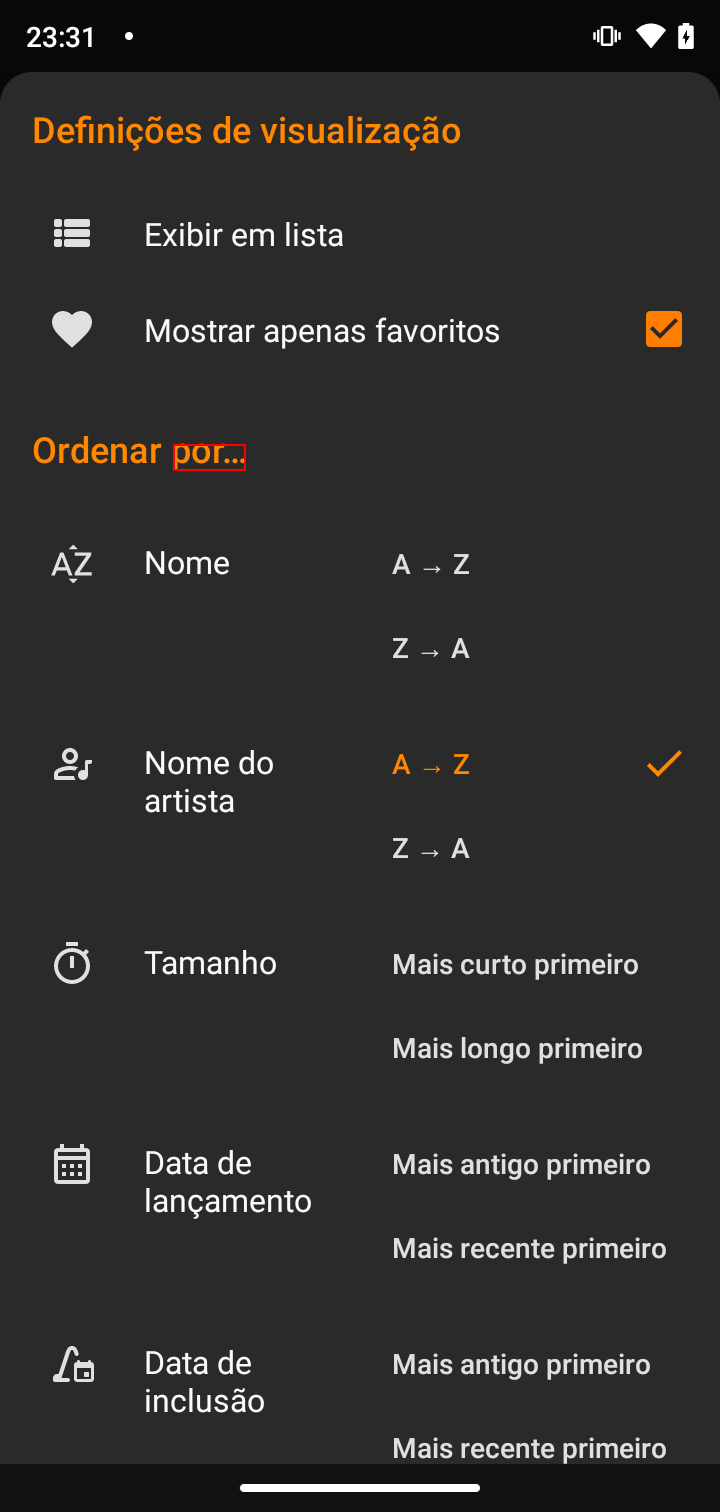 23:31
Definições de visualização
Exibir em lista
Mostrar apenas favoritos
Ordenar por...
Nome
A → Z
Z → A
Nome do
artista
A → Z
Z → A
Tamanho
Mais curto primeiro
Mais longo primeiro
Data de
lançamento
Mais antigo primeiro
Mais recente primeiro
Data de
inclusão
Mais antigo primeiro
Mais recente primeiro